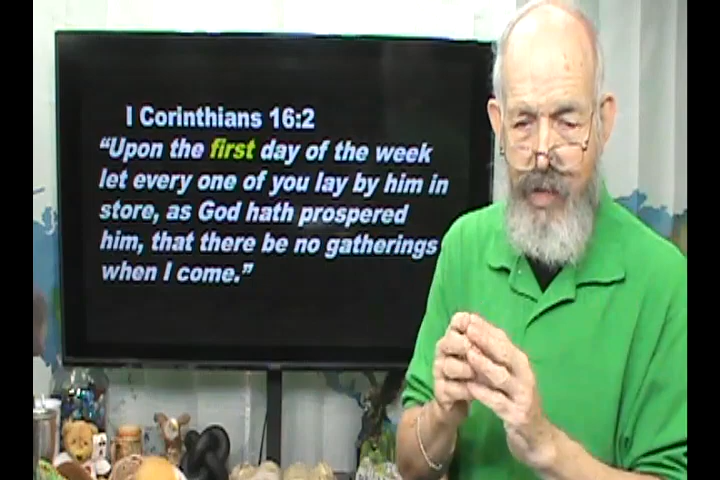 I Corinthians 16:2
“Upon the first day of the week
let every one of you lay by him in
store, as God hath prospered
him, that there be no gatherings
when I come.”